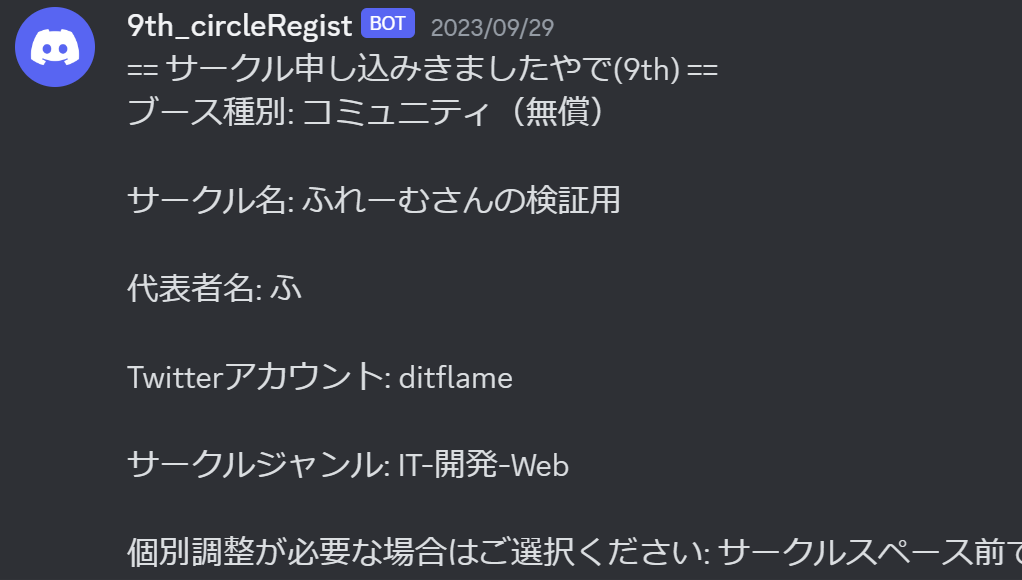 9th_circleRegist BOT 2023/09/29
== サークル申し込みきましたやで(9th) ==
ブース種別: コミュニティ（無償）
サークル名: ふれーむさんの検証用
代表者名: ふ
Twitterアカウント: ditflame
サークルジャンル: IT-開発-Web
個別調整が必要な場合はご選択ください: サークルスペース前で